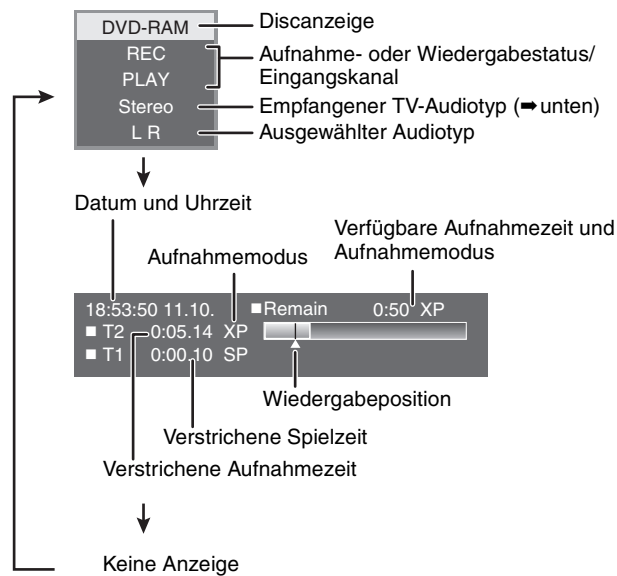 DVD-RAM
Discanzeige
REC
PLAY
Aufnahme- oder Wiedergabestatus/
Eingangskanal
Stereo
Empfangener TV-Audiotyp (➡unten)
L R
Ausgewählter Audiotyp
Datum und Uhrzeit
Aufnahmemodus
Verfügbare Aufnahmezeit und
Aufnahmemodus
18:53:50 11.10. ■Remain 0:50 XP
■ T2 0:05.14 XP
■ T1 0:00.10 SP
Wiedergabeposition
Verstrichene Spielzeit
Verstrichene Aufnahmezeit
Keine Anzeige